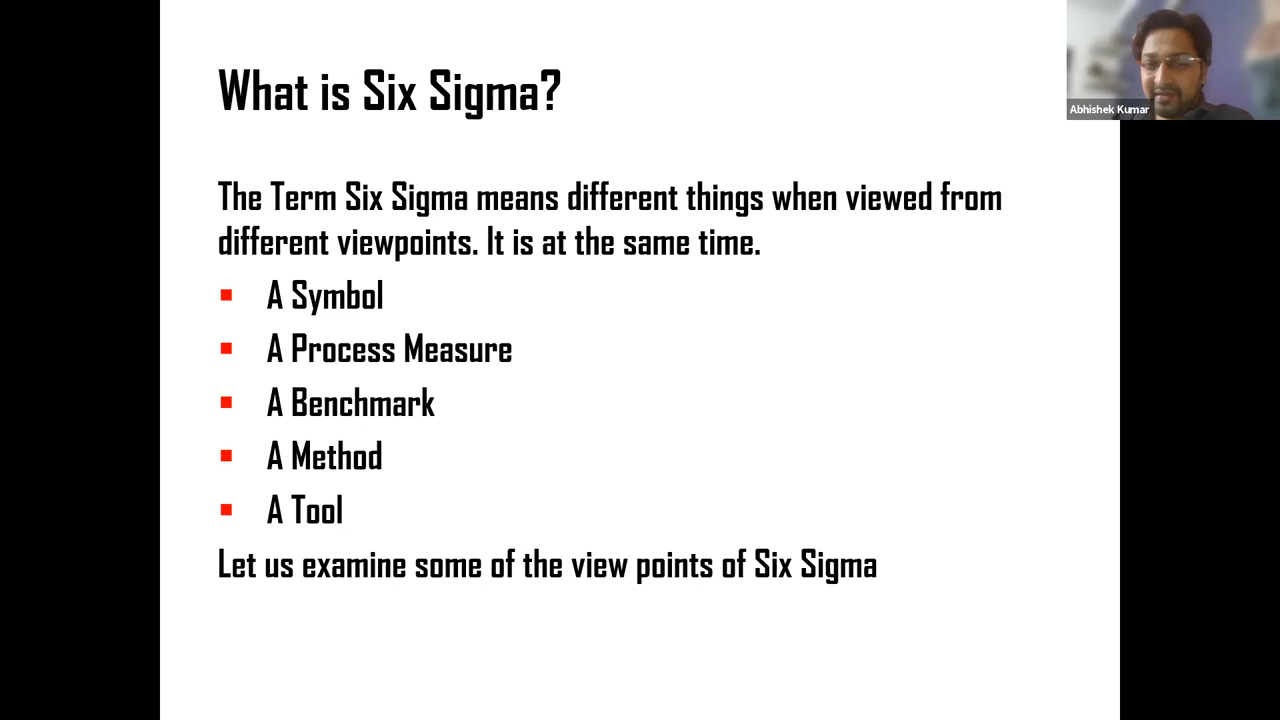 What is Six Sigma?
Abhishek Kumar
The Term Six Sigma means different things when viewed from
different viewpoints. It is at the same time.
A Symbol
A Process Measure
A Benchmark
A Method
A Tool
Let us examine some of the view points of Six Sigma